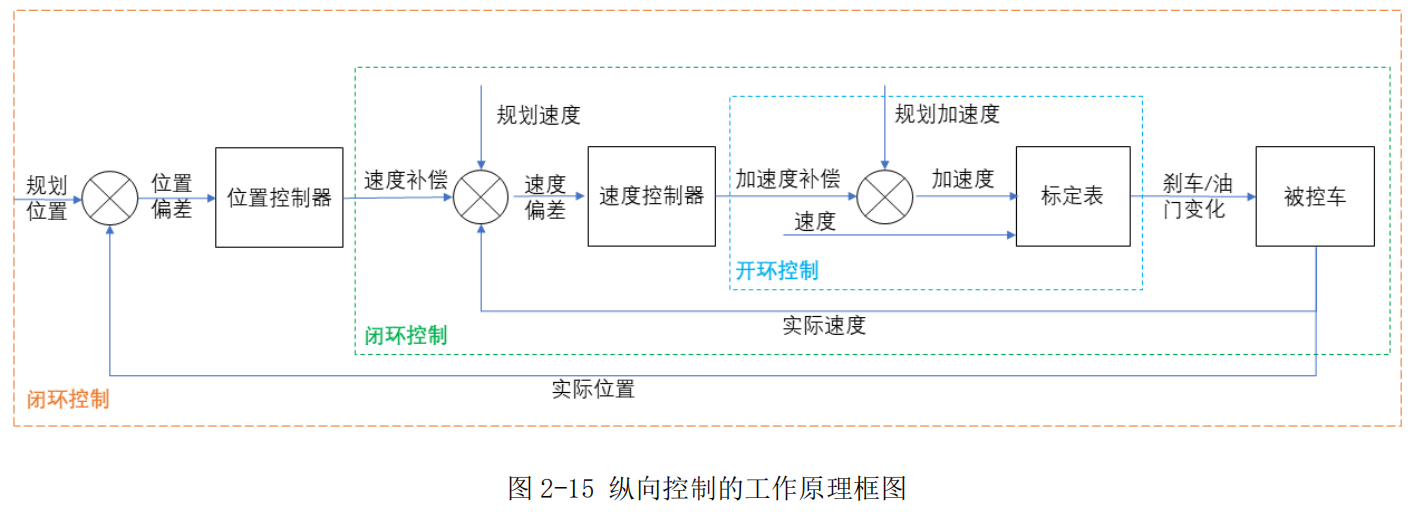 规划速度
规划加速度
规划
位置
位置
偏差
位置控制器
速度补偿
速度
偏差
速度控制器
加速度补偿
速度
加速度
标定表
刹车/油
门变化
被控车
开环控制
实际速度
闭环控制
实际位置
闭环控制
图2-15 纵向控制的工作原理框图